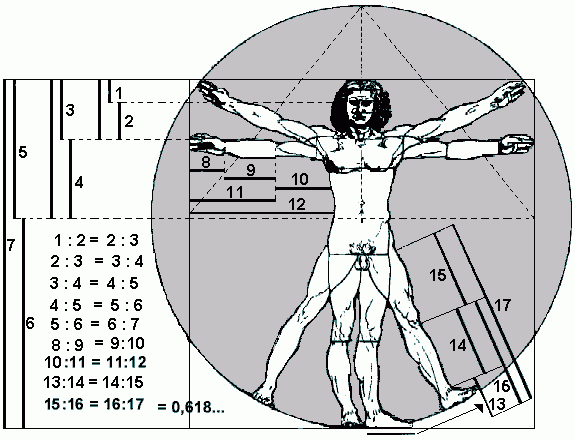 1
3
2
5
4
8
9
10
11
12
7
6
1 : 2 = 2 : 3
2 : 3 = 3 : 4
3 : 4 = 4 : 5
4 : 5 = 5 : 6
5 : 6 = 6 : 7
8 : 9 = 9:10
10:11 = 11:12
13:14 = 14:15
15:16 = 16:17 = 0,618...
15
17
14
16
13